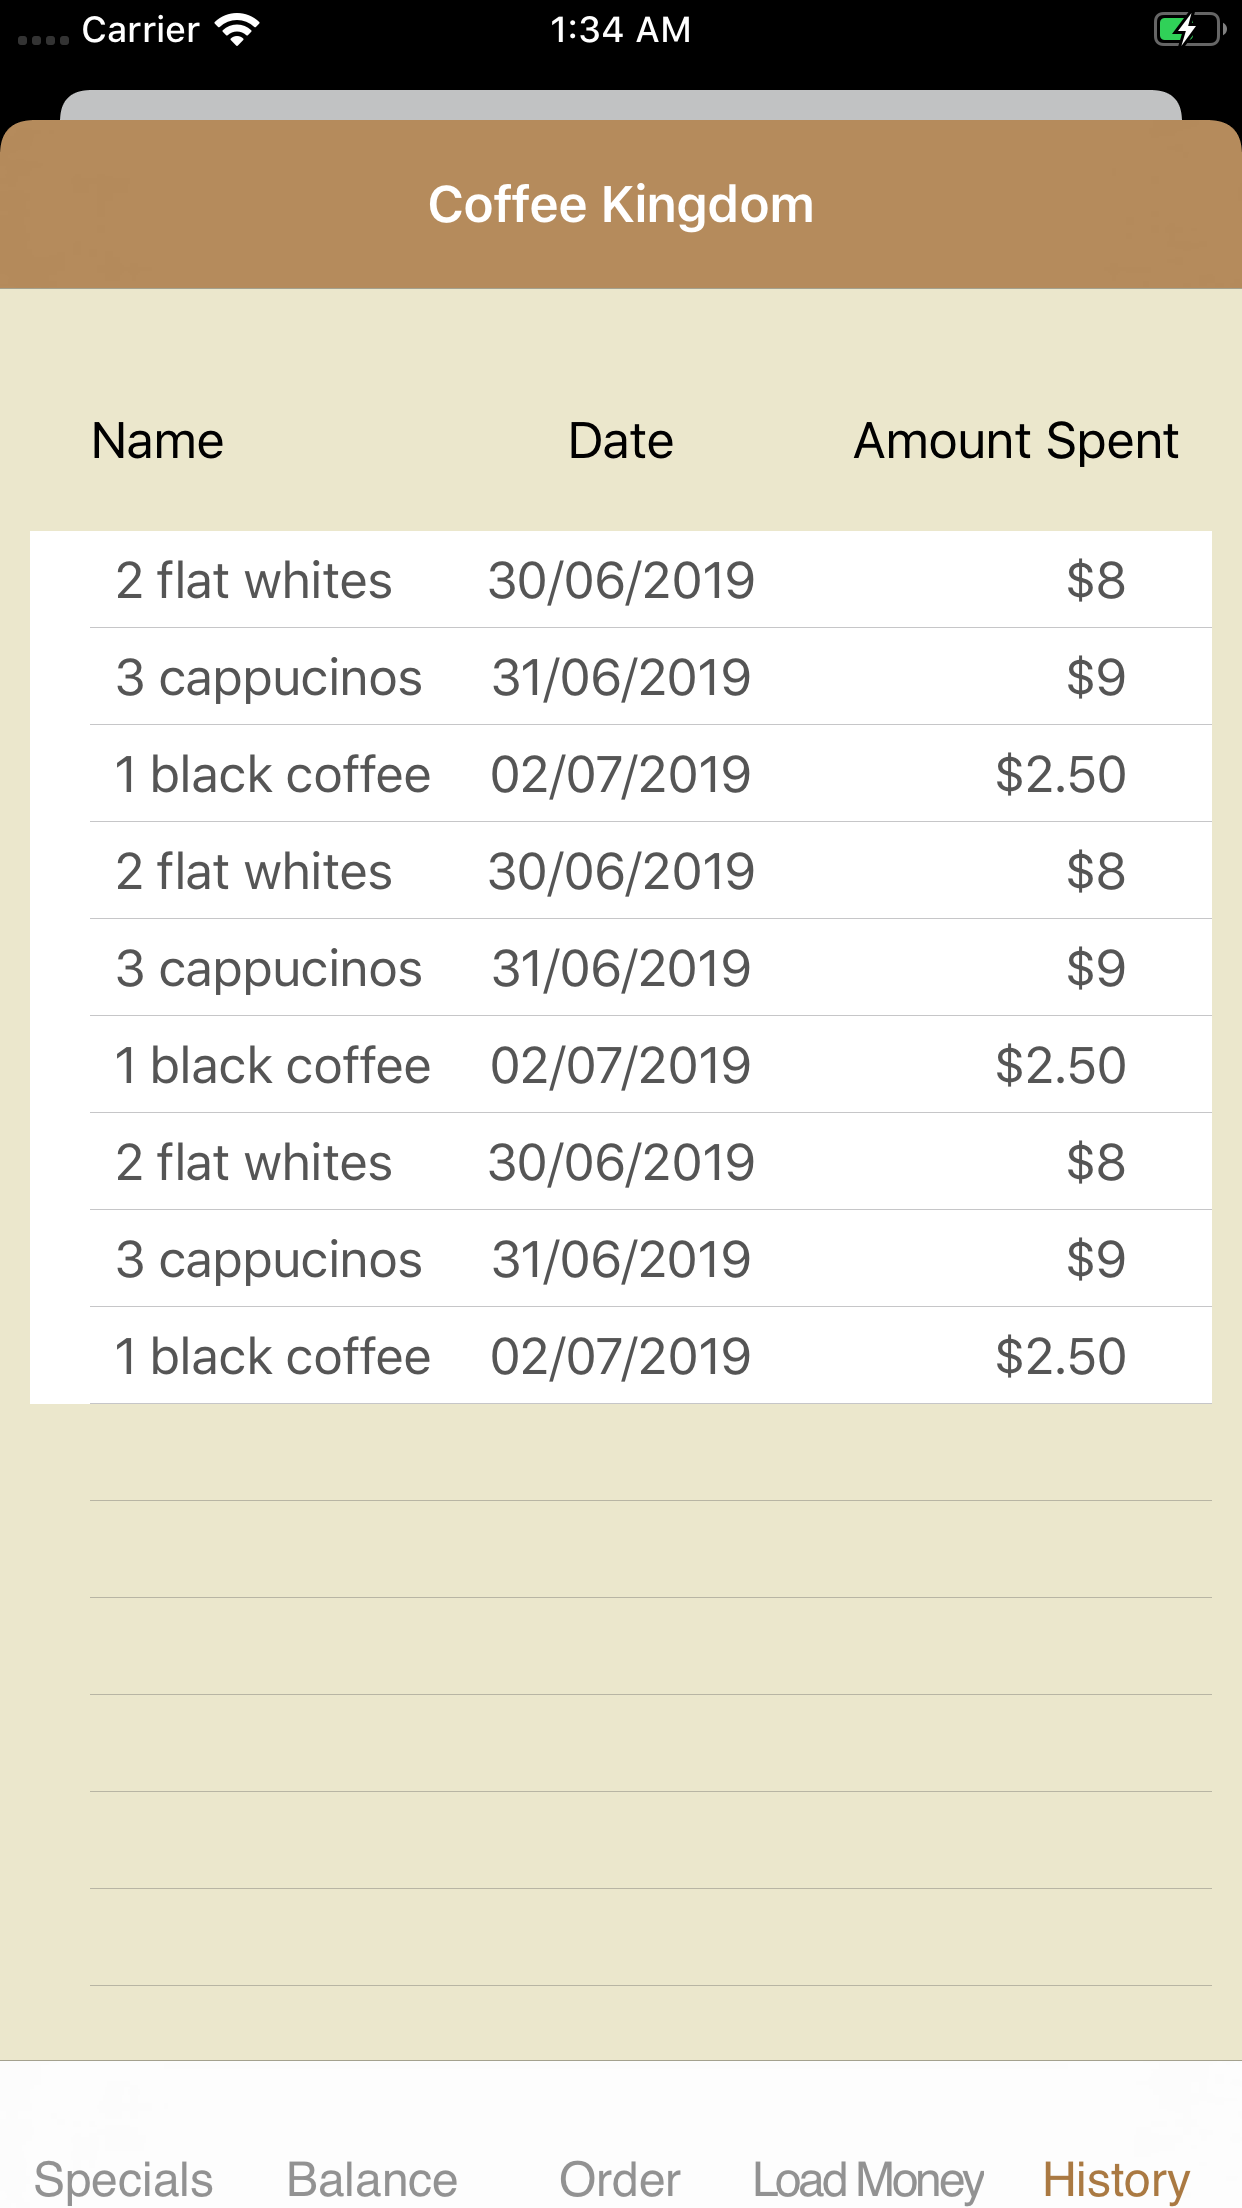 Carrier 1:34 AM
Coffee Kingdom
Name Date Amount Spent
2 flat whites 30/06/2019 $8
3 cappucinos 31/06/2019 $9
1 black coffee 02/07/2019 $2.50
2 flat whites 30/06/2019 $8
3 cappucinos 31/06/2019 $9
1 black coffee 02/07/2019 $2.50
2 flat whites 30/06/2019 $8
3 cappucinos 31/06/2019 $9
1 black coffee 02/07/2019 $2.50
Specials Balance Order Load Money History